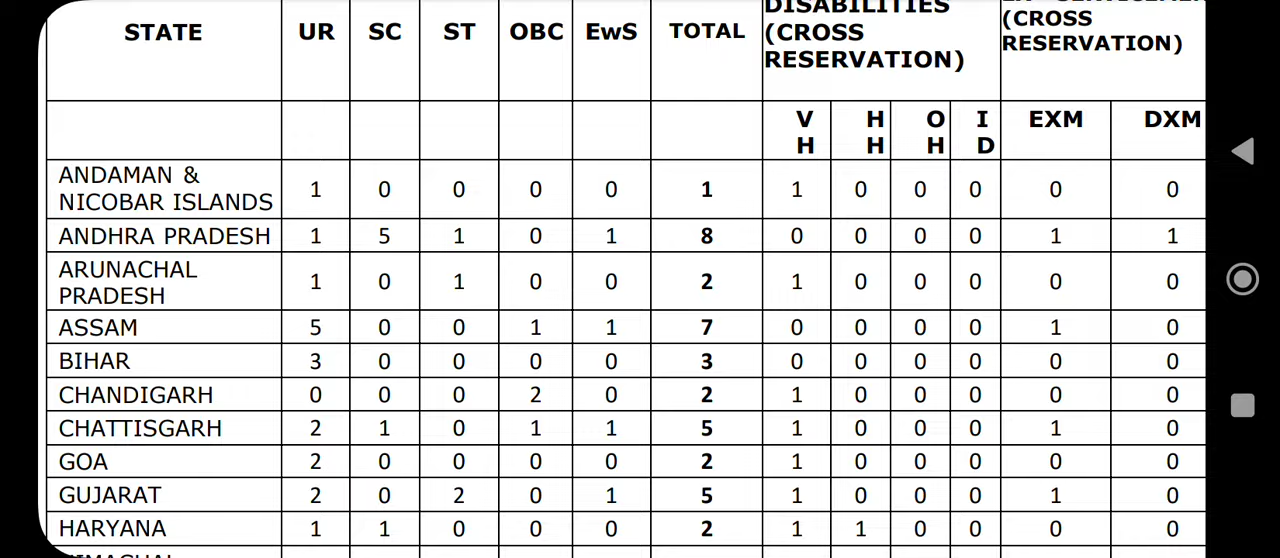 DISABILITIES
(CROSS
RESERVATION)
(CROSS
RESERVATION)
STATE UR SC ST OBC EwS TOTAL
V H H H O H I D EXM DXM
ANDAMAN &
NICOBAR ISLANDS 1 0 0 0 0 1 1 0 0 0 0 0
ANDHRA PRADESH 1 5 1 0 1 8 0 0 0 0 1 1
ARUNACHAL
PRADESH 1 0 1 0 0 2 1 0 0 0 0 0
ASSAM 5 0 0 1 1 7 0 0 0 0 1 0
BIHAR 3 0 0 0 0 3 0 0 0 0 0 0
CHANDIGARH 0 0 0 2 0 2 1 0 0 0 0 0
CHATTISGARH 2 1 0 1 1 5 1 0 0 0 1 0
GOA 2 0 0 0 0 2 1 0 0 0 0 0
GUJARAT 2 0 2 0 1 5 1 0 0 0 1 0
HARYANA 1 1 0 0 0 2 1 1 0 0 0 0